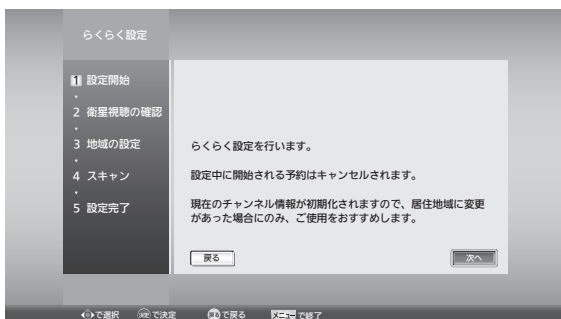 らくらく設定
1 設定開始
2 衛星視聴の確認
3 地域の設定
4 スキャン
5 設定完了
らくらく設定を行います。
設定中に開始される予約はキャンセルされます。
現在のチャンネル情報が初期化されますので、居住地域に変更
があった場合にのみ、ご使用をおすすめします。
戻る 次へ
で選択 決定 で決定 戻る で戻る メニュー で終了